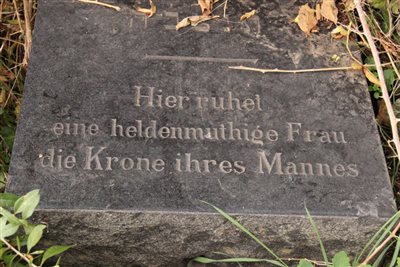 Hier ruhet
eine heldenmuthige Frau
die Krone ihres Mannes